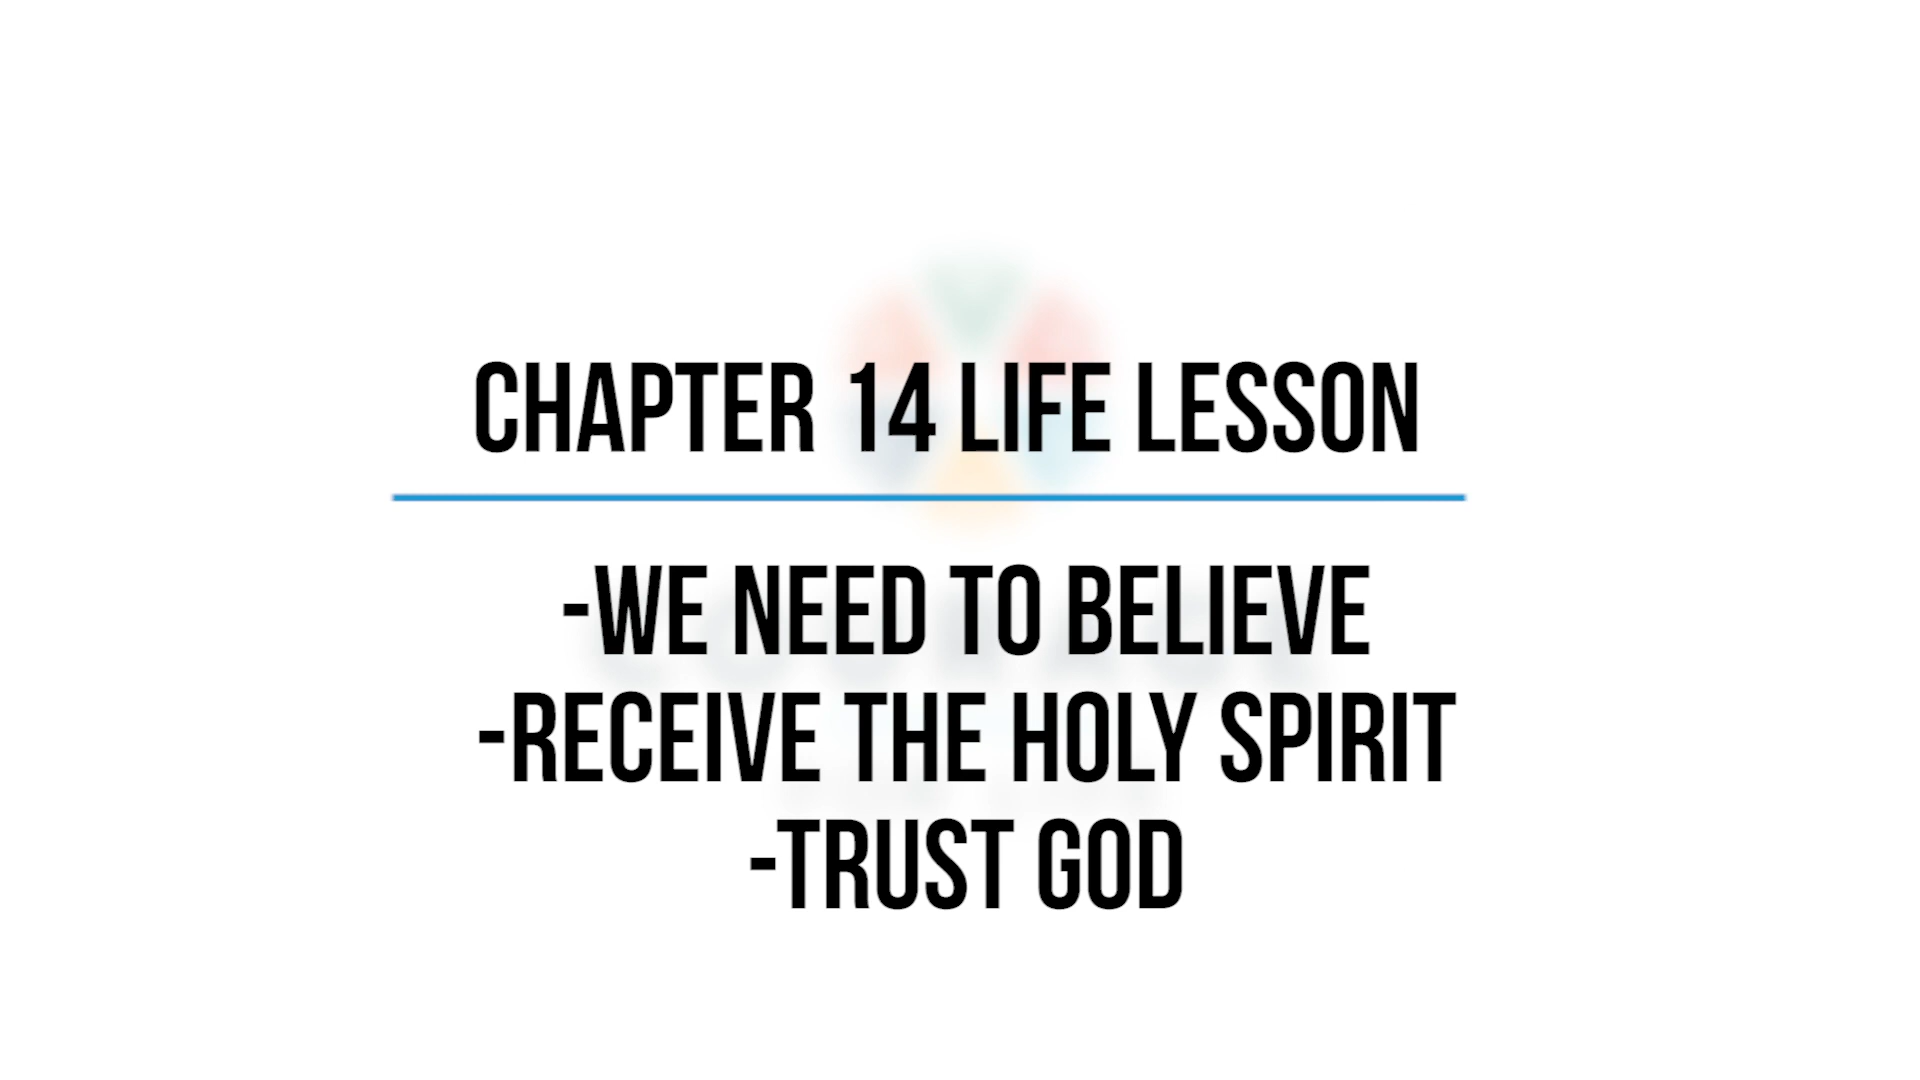 CHAPTER 14 LIFE LESSON
-WE NEED TO BELIEVE
-RECEIVE THE HOLY SPIRIT
-TRUST GOD